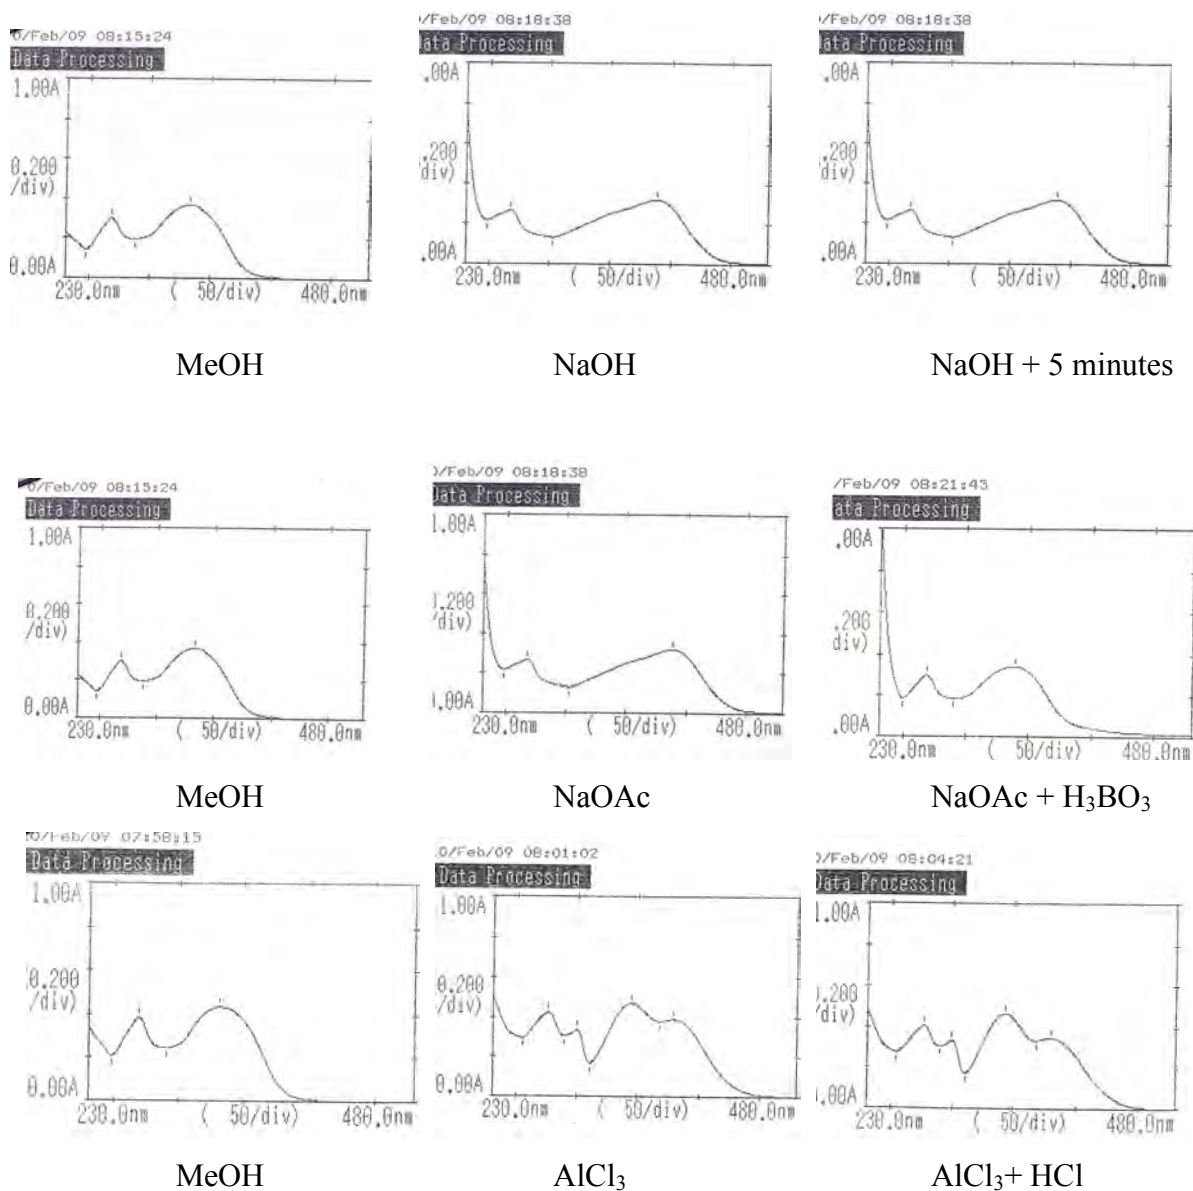 0/Feb/09 08:15:24
Data Processing
1.00A
0.200
/div)
0.00A
230.0nm ( 50/div) 480.0nm
MeOH
/Feb/09 08:18:38
ata Processing
.00A
.200
div)
.00A
230.0nm ( 50/div) 480.0nm
NaOH
/Feb/09 08:18:38
ata Processing
.00A
.200
div)
.00A
230.0nm ( 50/div) 480.0nm
NaOH + 5 minutes
0/Feb/09 08:15:24
Data Processing
1.00A
0.200
/div)
0.00A
230.0nm ( 50/div) 480.0nm
MeOH
/Feb/09 08:18:38
Data Processing
1.00A
.200
/div)
.00A
230.0nm ( 50/div) 480.0nm
NaOAc
/Feb/09 08:21:43
ata Processing
.00A
.200
div)
.00A
230.0nm ( 50/div) 480.0nm
NaOAc + H₃BO₃
0/Feb/09 07:58:15
Data Processing
1.00A
0.200
/div)
0.00A
230.0nm ( 50/div) 480.0nm
MeOH
.0/Feb/09 08:01:02
Data Processing
1.00A
0.200
/div)
0.00A
230.0nm ( 50/div) 480.0nm
AlCl₃
/Feb/09 08:04:21
Data Processing
1.00A
.200
/div)
.00A
230.0nm ( 50/div) 480.0nm
AlCl₃+ HCl